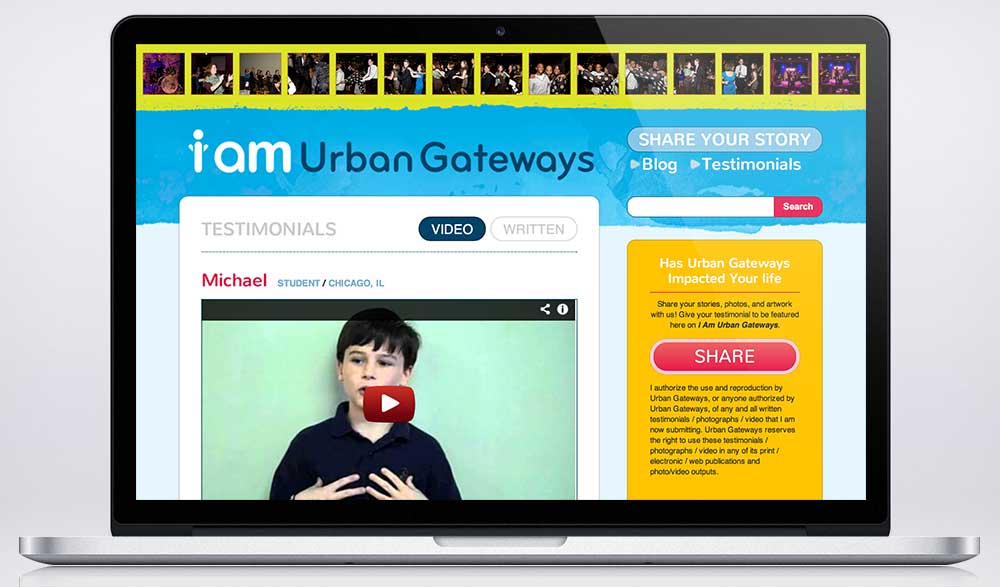 i am Urban Gateways
SHARE YOUR STORY
Blog Testimonials
Search
TESTIMONIALS VIDEO WRITTEN
Michael STUDENT / CHICAGO, IL
Has Urban Gateways
Impacted Your life
Share your stories, photos, and artwork
with us! Give your testimonial to be featured
here on I Am Urban Gateways.
SHARE
I authorize the use and reproduction by
Urban Gateways, or anyone authorized by
Urban Gateways, of any and all written
testimonials / photographs / video that I am
now submitting. Urban Gateways reserves
the right to use these testimonials /
photographs / video in any of its print /
electronic / web publications and
photo/video outputs.